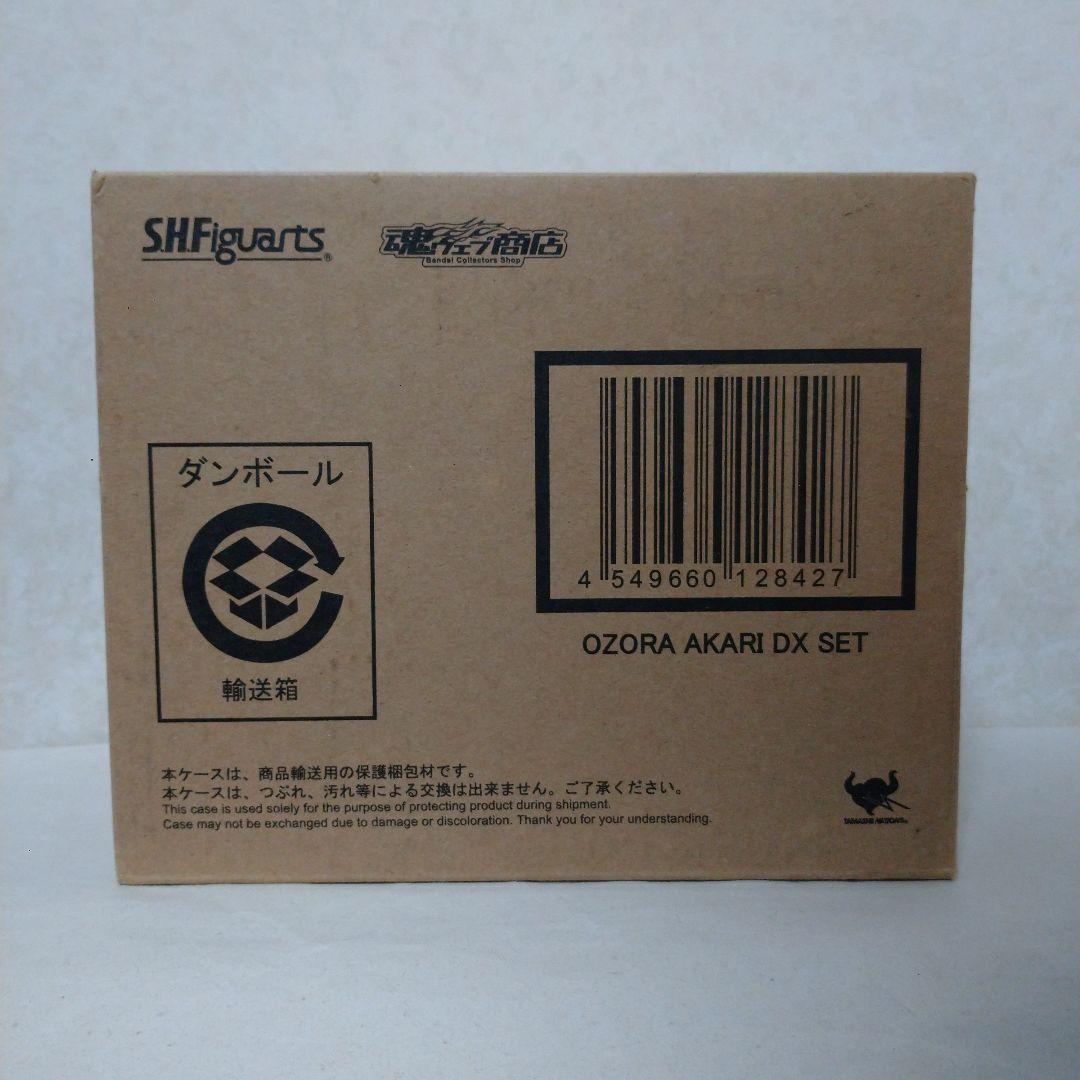 S.H.Figuarts®
魂ウェブ商店
Bandai Collectors Shop
4 549660 128427
OZORA AKARI DX SET
ダンボール
輸送箱
本ケースは、商品輸送用の保護梱包材です。
本ケースは、つぶれ、汚れ等による交換は出来ません。ご了承ください。
This case is used solely for the purpose of protecting product during shipment.
Case may not be exchanged due to damage or discoloration. Thank you for your understanding.
TAMASHII NATIONS